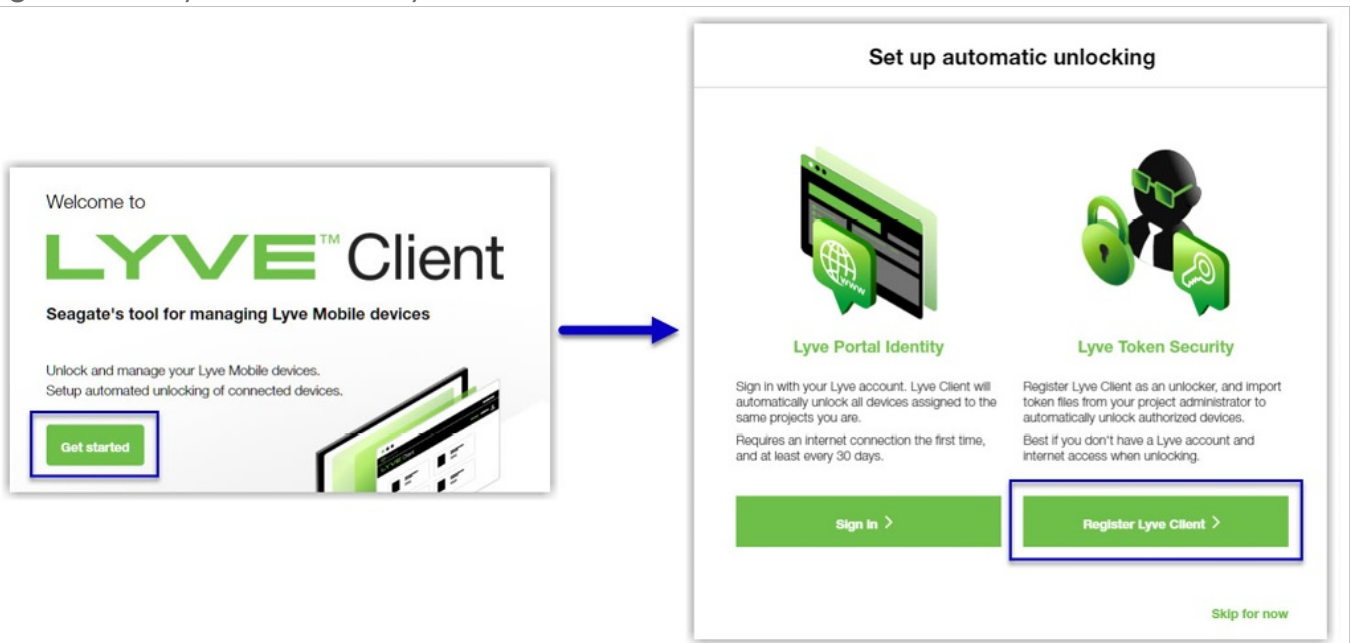 Welcome to
LYVE™ Client
Seagate's tool for managing Lyve Mobile devices
Unlock and manage your Lyve Mobile devices.
Setup automated unlocking of connected devices.
Get started
Set up automatic unlocking
www
Lyve Portal Identity
Sign in with your Lyve account. Lyve Client will
automatically unlock all devices assigned to the
same projects you are.
Requires an internet connection the first time,
and at least every 30 days.
Sign in >
Lyve Token Security
Register Lyve Client as an unlocker, and import
token files from your project administrator to
automatically unlock authorized devices.
Best if you don't have a Lyve account and
internet access when unlocking.
Register Lyve Client >
Skip for now